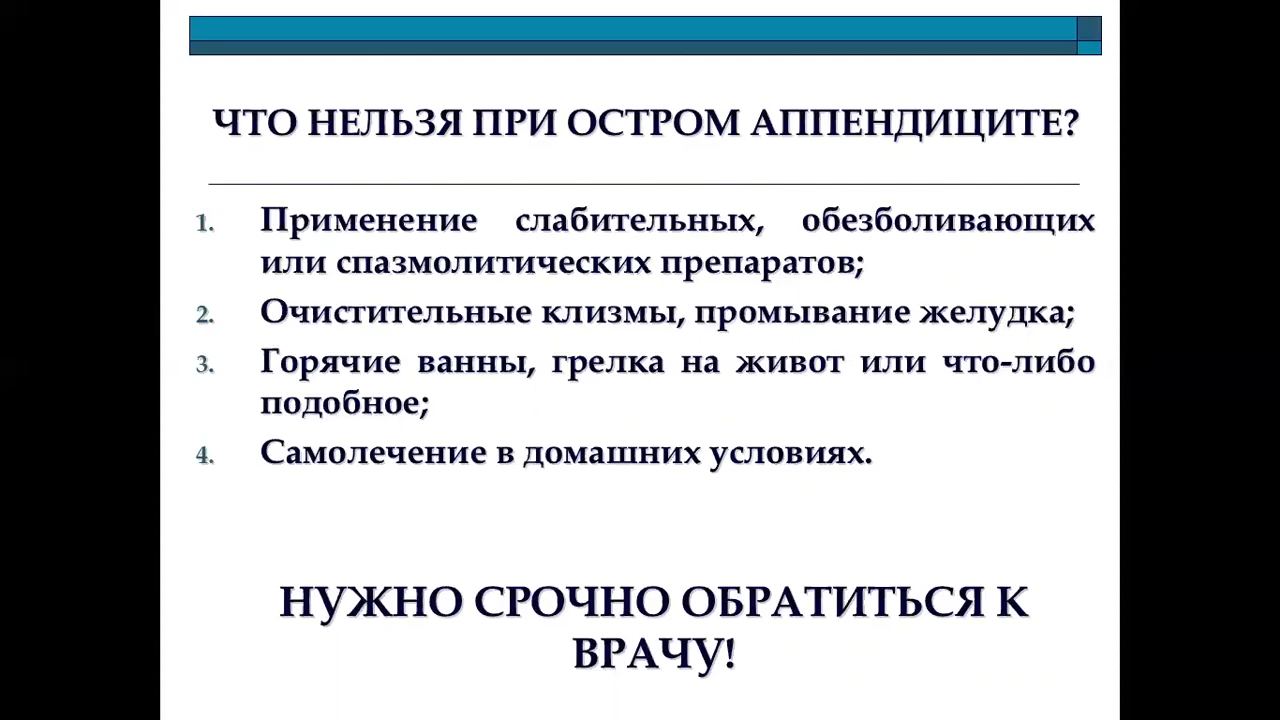 ЧТО НЕЛЬЗЯ ПРИ ОСТРОМ АППЕНДИЦИТЕ?
1. Применение слабительных, обезболивающих
или спазмолитических препаратов;
2. Очистительные клизмы, промывание желудка;
3. Горячие ванны, грелка на живот или что-либо
подобное;
4. Самолечение в домашних условиях.
НУЖНО СРОЧНО ОБРАТИТЬСЯ К
ВРАЧУ!